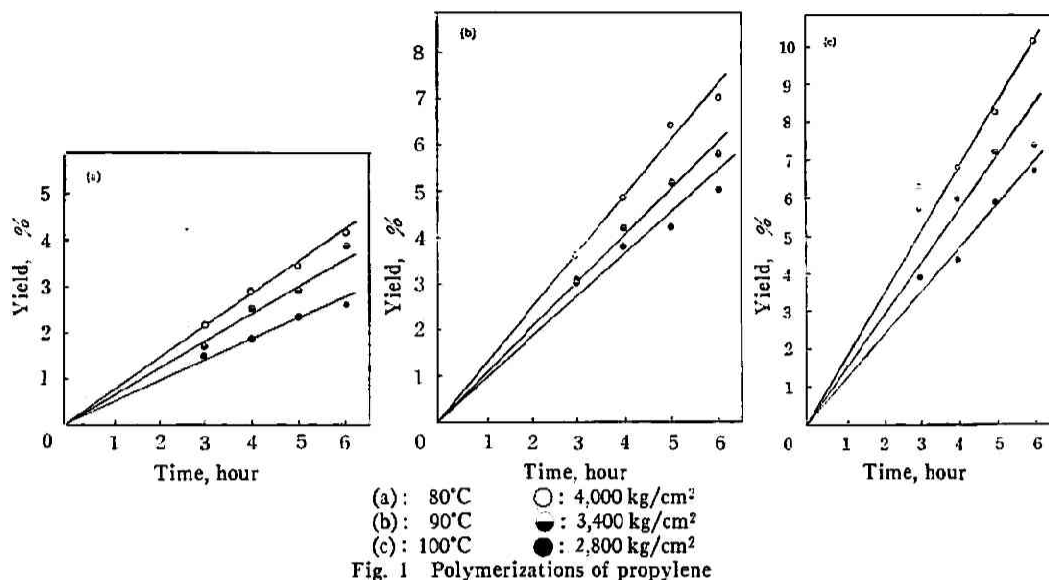 (a)
5
4
3
2
1
0
1 2 3 4 5 6
Yield, %
Time, hour
(b)
8
7
6
5
4
3
2
1
0
1 2 3 4 5 6
Yield, %
Time, hour
(c)
10
9
8
7
6
5
4
3
2
1
0
1 2 3 4 5 6
Yield, %
Time, hour
(a): 80°C ○: 4,000 kg/cm²
(b): 90°C ◒: 3,400 kg/cm²
(c): 100°C ●: 2,800 kg/cm²
Fig. 1 Polymerizations of propylene